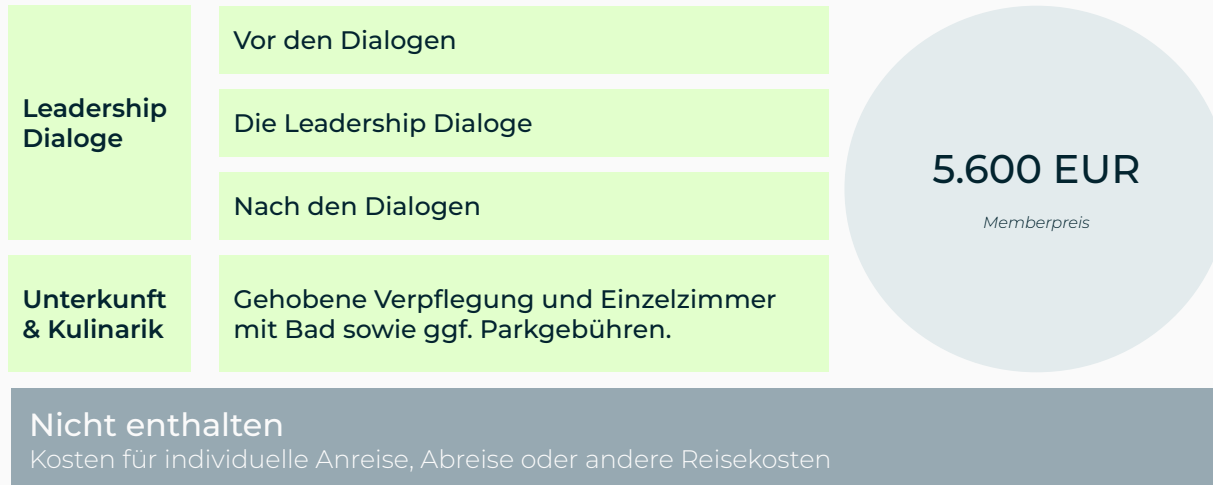 Leadership
Dialoge
Vor den Dialogen
Die Leadership Dialoge
Nach den Dialogen
Unterkunft
& Kulinarik
Gehobene Verpflegung und Einzelzimmer
mit Bad sowie ggf. Parkgebühren.
5.600 EUR
Memberpreis
Nicht enthalten
Kosten für individuelle Anreise, Abreise oder andere Reisekosten